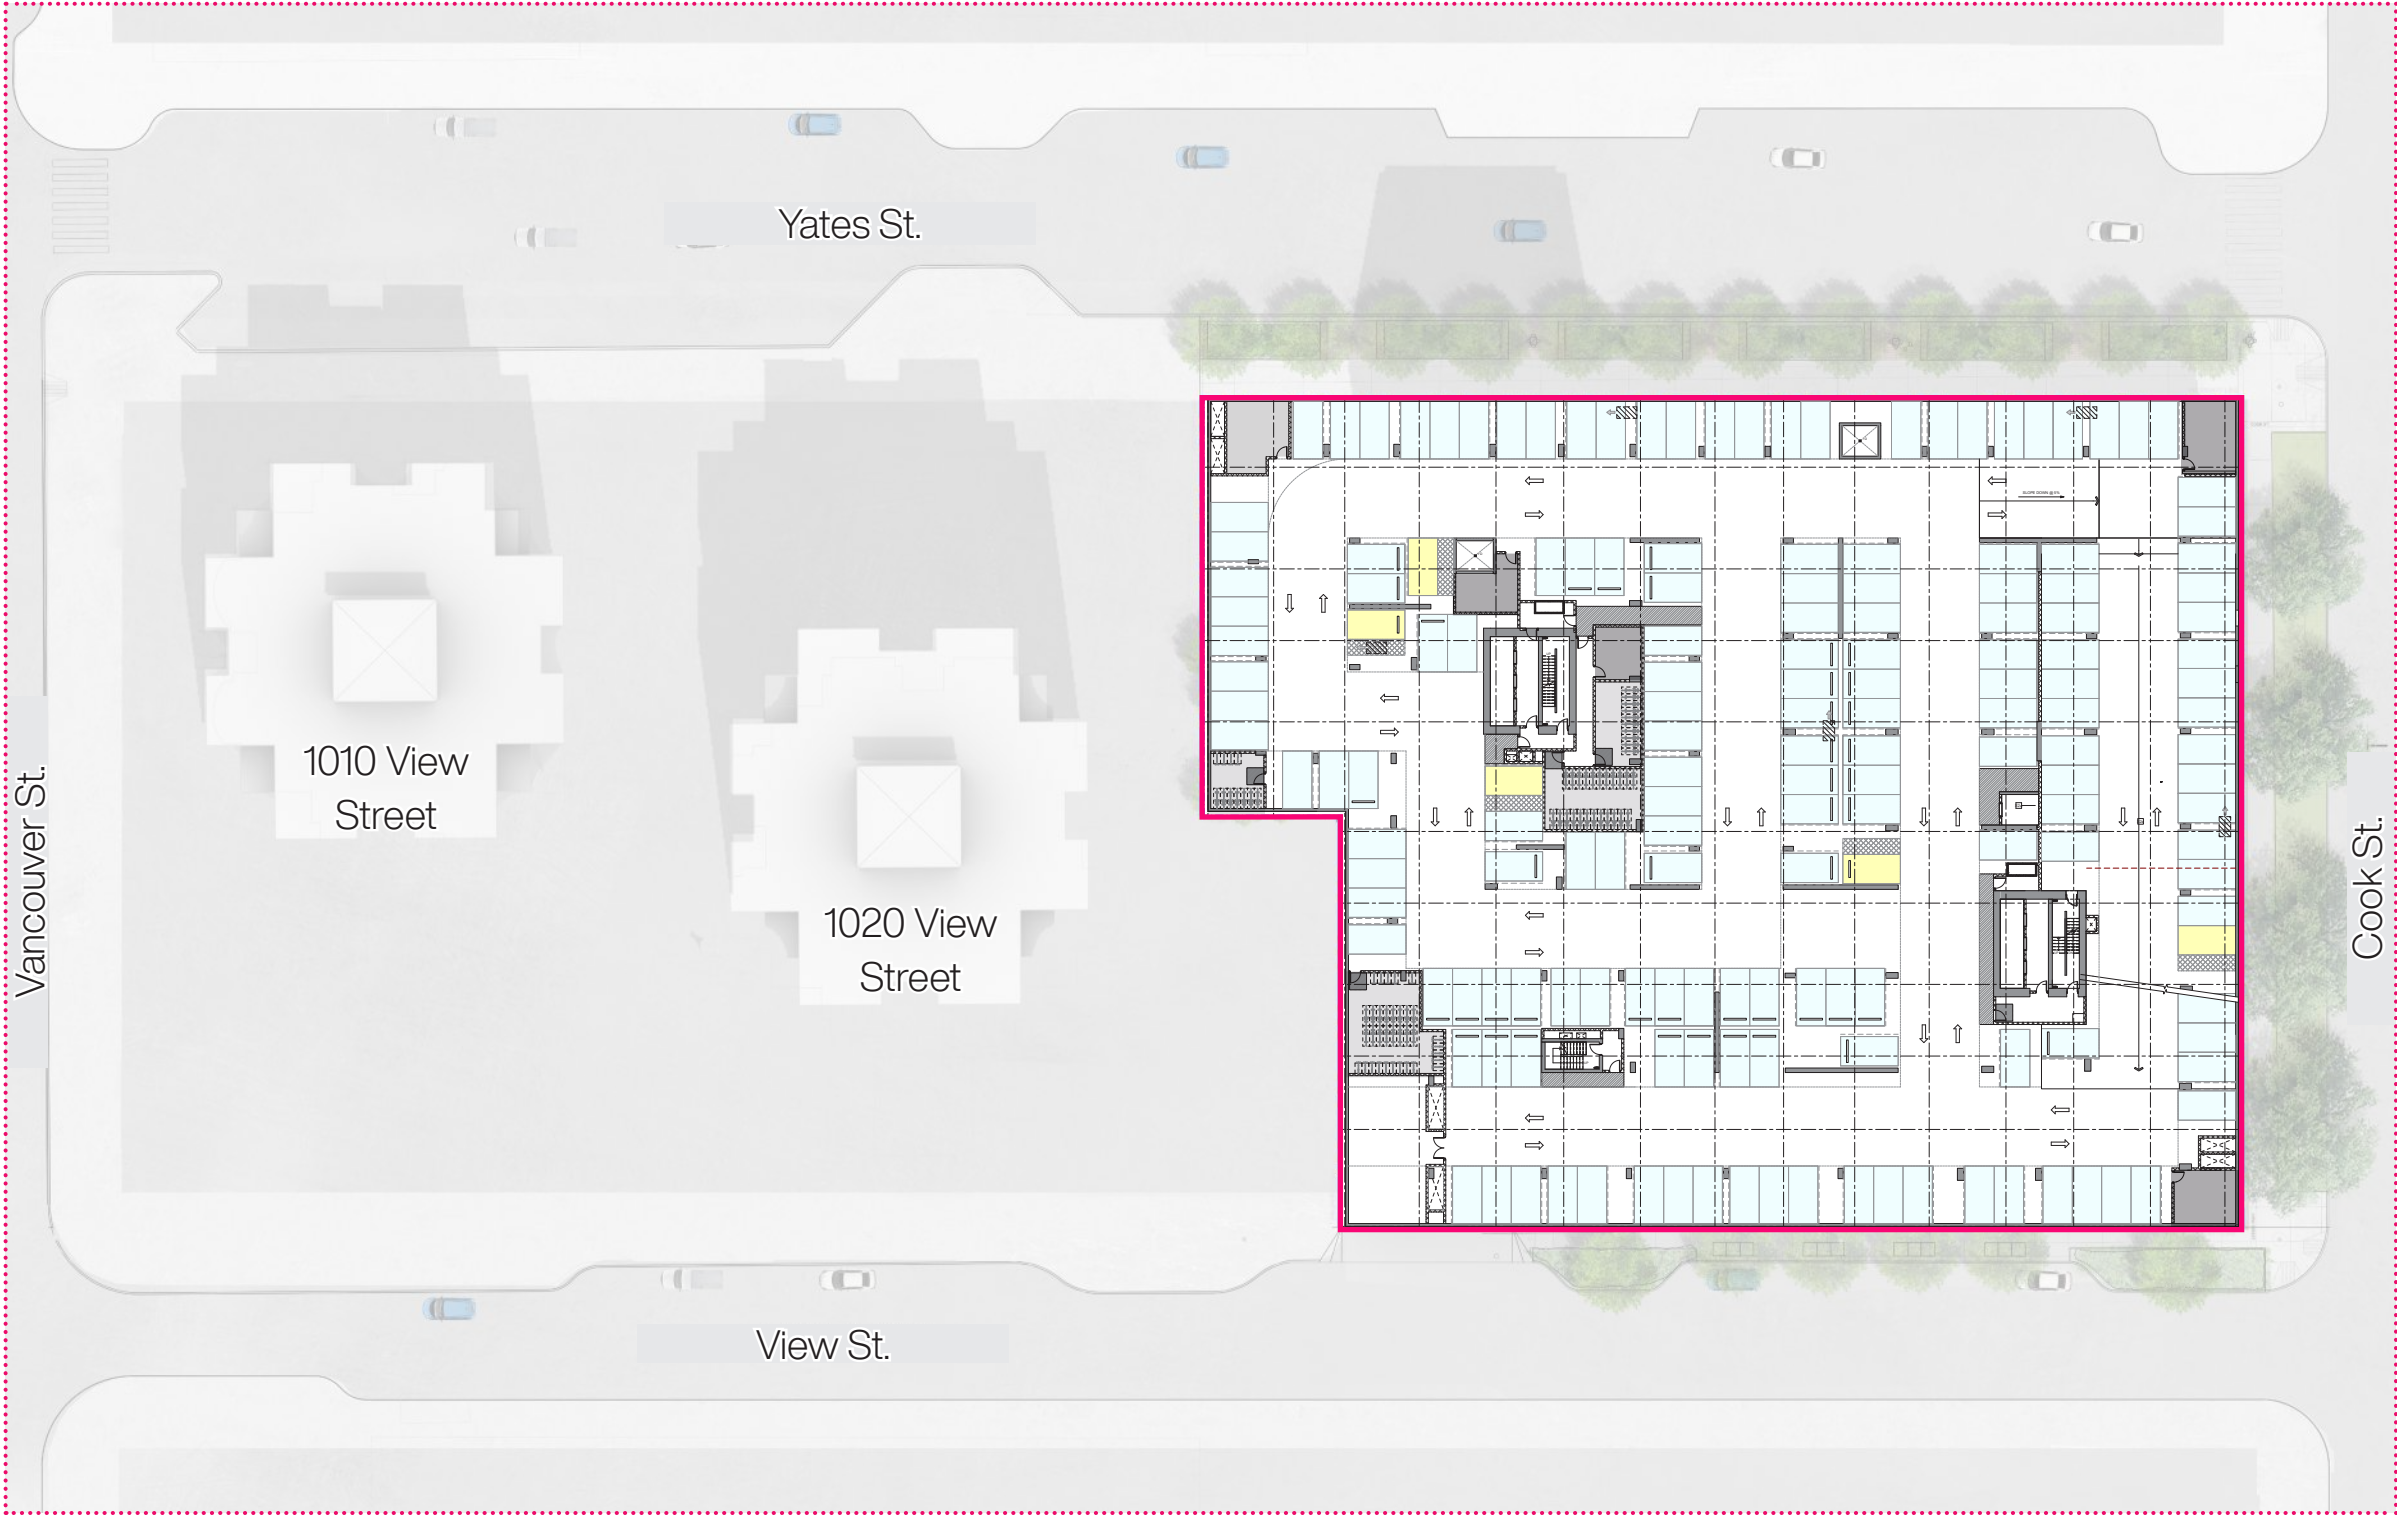 Yates St.
1010 View
Street
1020 View
Street
Vancouver St.
Cook St.
View St.